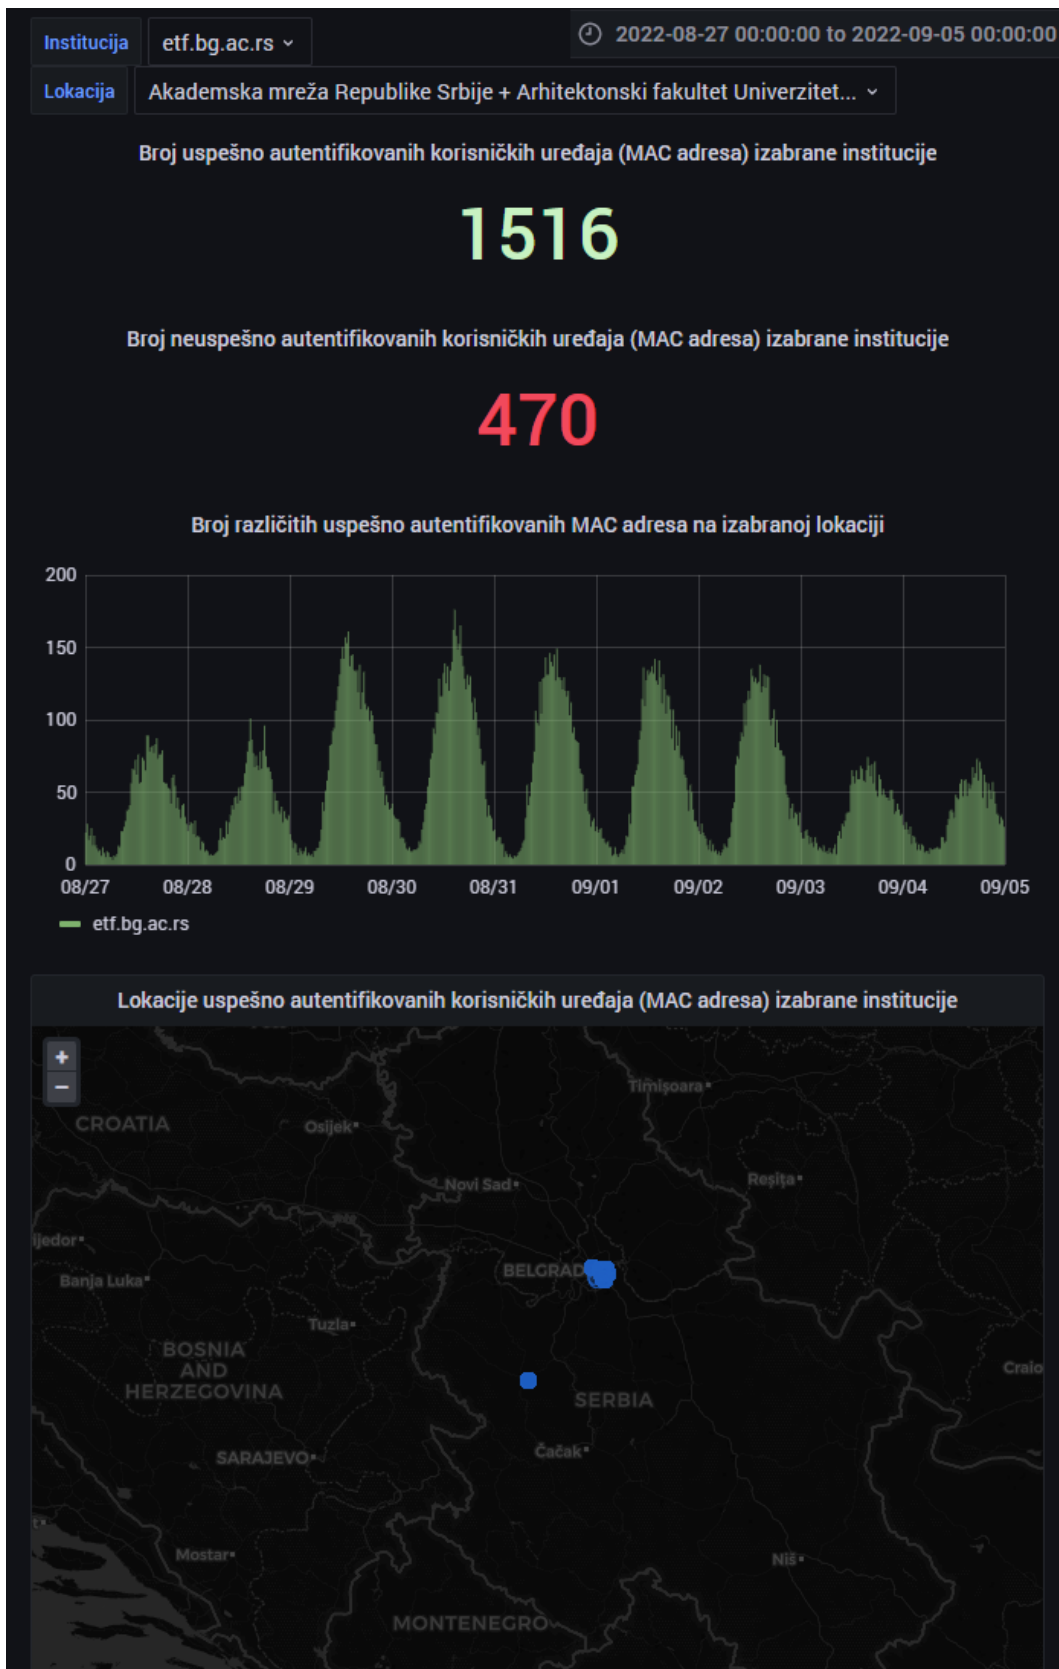 Institucija etf.bg.ac.rs
2022-08-27 00:00:00 to 2022-09-05 00:00:00
Lokacija Akademska mreža Republike Srbije + Arhitektonski fakultet Univerzitet...
Broj uspešno autentifikovanih korisničkih uređaja (MAC adresa) izabrane institucije
1516
Broj neuspešno autentifikovanih korisničkih uređaja (MAC adresa) izabrane institucije
470
Broj različitih uspešno autentifikovanih MAC adresa na izabranoj lokaciji
200
150
100
50
0
08/27 08/28 08/29 08/30 08/31 09/01 09/02 09/03 09/04 09/05
etf.bg.ac.rs
Lokacije uspešno autentifikovanih korisničkih uređaja (MAC adresa) izabrane institucije
+
−
Timișoara
CROATIA
Osijek
Novi Sad
Reșița
ijedor
BELGRAD
Banja Luka
Tuzla
BOSNIA
AND
HERZEGOVINA
Craio
SERBIA
Čačak
SARAJEVO
Mostar
Niš
MONTENEGRO